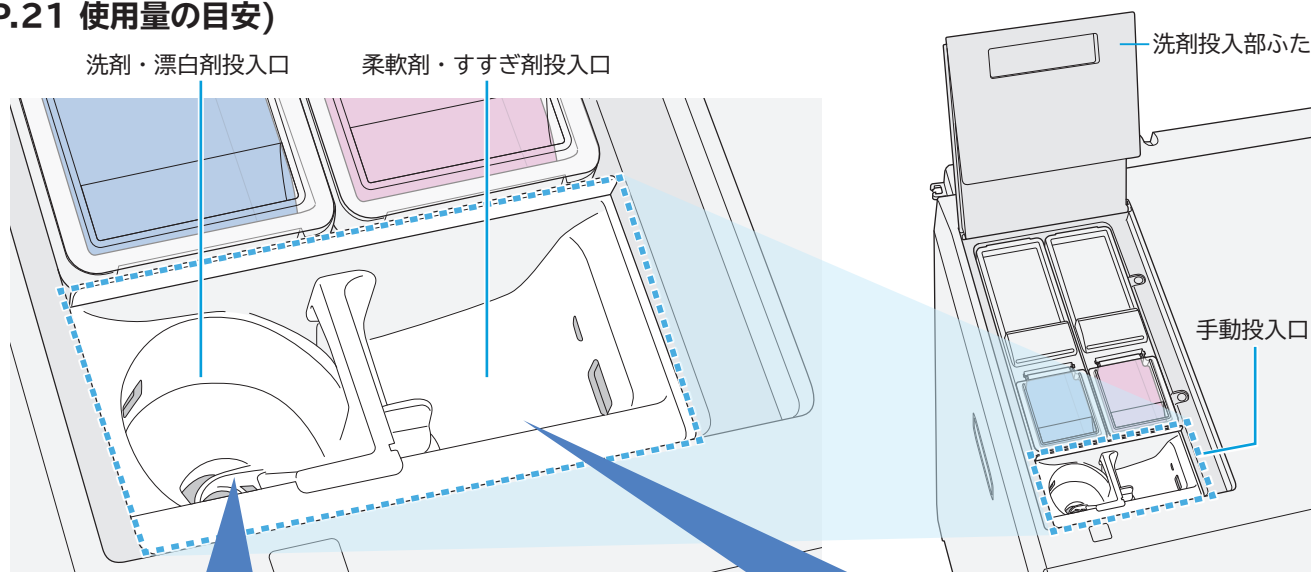 P.21 使用量の目安)
洗剤・漂白剤投入口
柔軟剤・すすぎ剤投入口
洗剤投入部ふた
手動投入口